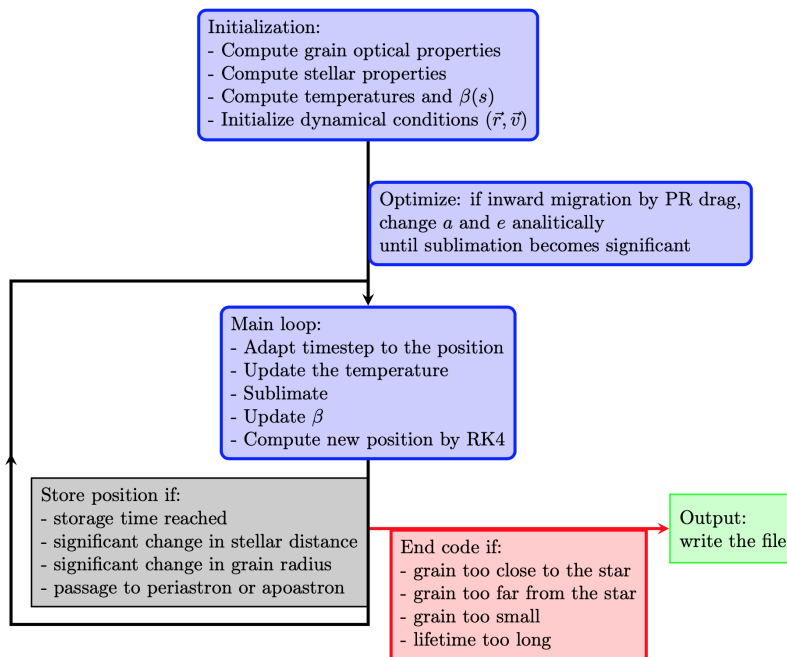 Initialization:
- Compute grain optical properties
- Compute stellar properties
- Compute temperatures and β(s)
- Initialize dynamical conditions (r⃗, v⃗)
Optimize: if inward migration by PR drag,
change a and e analitically
until sublimation becomes significant
Main loop:
- Adapt timestep to the position
- Update the temperature
- Sublimate
- Update β
- Compute new position by RK4
Store position if:
- storage time reached
- significant change in stellar distance
- significant change in grain radius
- passage to periastron or apoastron
Output:
write the file
End code if:
- grain too close to the star
- grain too far from the star
- grain too small
- lifetime too long